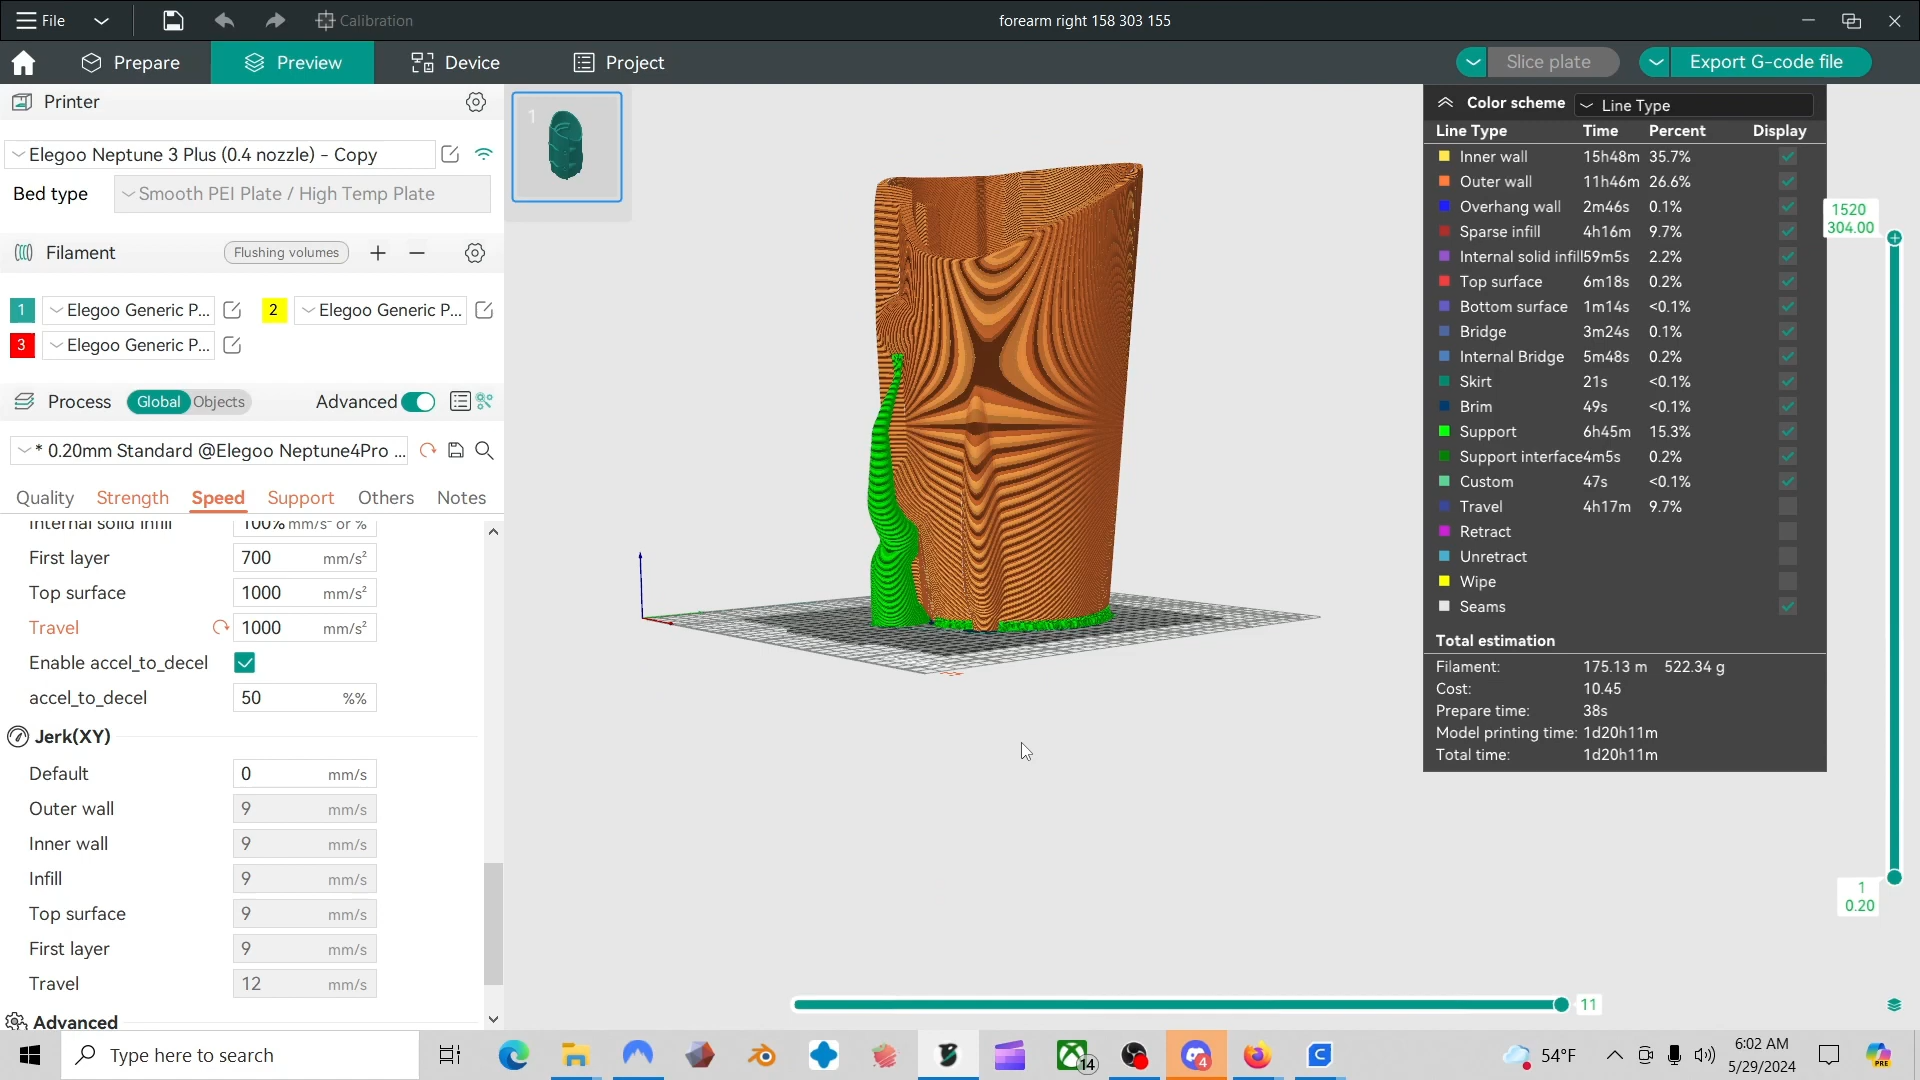 File
Calibration
forearm right 158 303 155
Prepare
Preview
Device
Project
Slice plate
Export G-code file
Printer
Elegoo Neptune 3 Plus (0.4 nozzle) - Copy
Bed type
Smooth PEI Plate / High Temp Plate
Filament
Flushing volumes
1 Elegoo Generic P...
2 Elegoo Generic P...
3 Elegoo Generic P...
Process
Global Objects
Advanced
* 0.20mm Standard @Elegoo Neptune4Pro ...
Quality Strength Speed Support Others Notes
Internal solid infill 100% mm/s² or %
First layer 700 mm/s²
Top surface 1000 mm/s²
Travel 1000 mm/s²
Enable accel_to_decel
accel_to_decel 50 %%
Jerk(XY)
Default 0 mm/s
Outer wall 9 mm/s
Inner wall 9 mm/s
Infill 9 mm/s
Top surface 9 mm/s
First layer 9 mm/s
Travel 12 mm/s
Advanced
1
Color scheme Line Type
Line Type Time Percent Display
Inner wall 15h48m 35.7%
Outer wall 11h46m 26.6%
Overhang wall 2m46s 0.1%
Sparse infill 4h16m 9.7%
Internal solid infill 59m5s 2.2%
Top surface 6m18s 0.2%
Bottom surface 1m14s <0.1%
Bridge 3m24s 0.1%
Internal Bridge 5m48s 0.2%
Skirt 21s <0.1%
Brim 49s <0.1%
Support 6h45m 15.3%
Support interface 4m5s 0.2%
Custom 47s <0.1%
Travel 4h17m 9.7%
Retract
Unretract
Wipe
Seams
Total estimation
Filament: 175.13 m 522.34 g
Cost: 10.45
Prepare time: 38s
Model printing time: 1d20h11m
Total time: 1d20h11m
1520
304.00
1
0.20
11
Type here to search
14
4
54°F
6:02 AM
5/29/2024
PRE